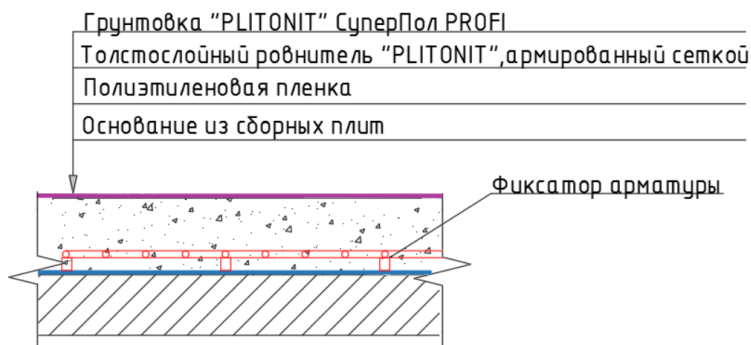 Грунтовка "PLITONIT" СуперПол PROFI
Толстослойный ровнитель "PLITONIT",армированный сеткой
Полиэтиленовая пленка
Основание из сборных плит
Фиксатор арматуры